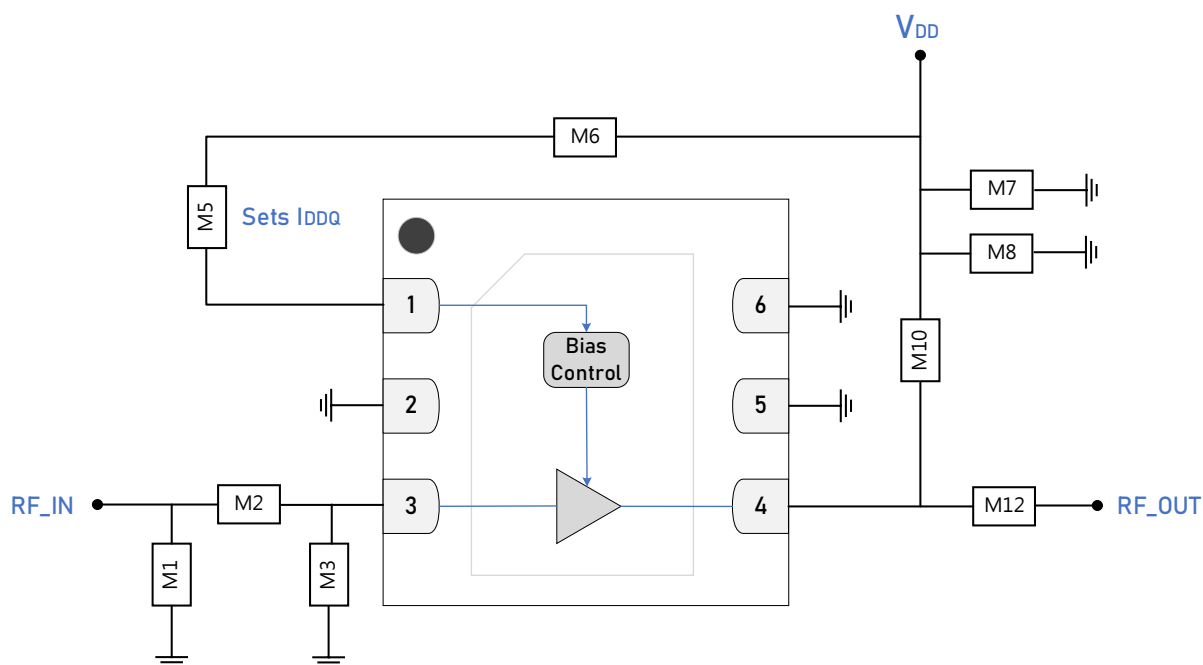 VDD
M6
M5
Sets IDDQ
M7
M8
1
6
Bias
Control
M10
2
5
RF_IN
M2
3
4
M12
RF_OUT
M1
M3